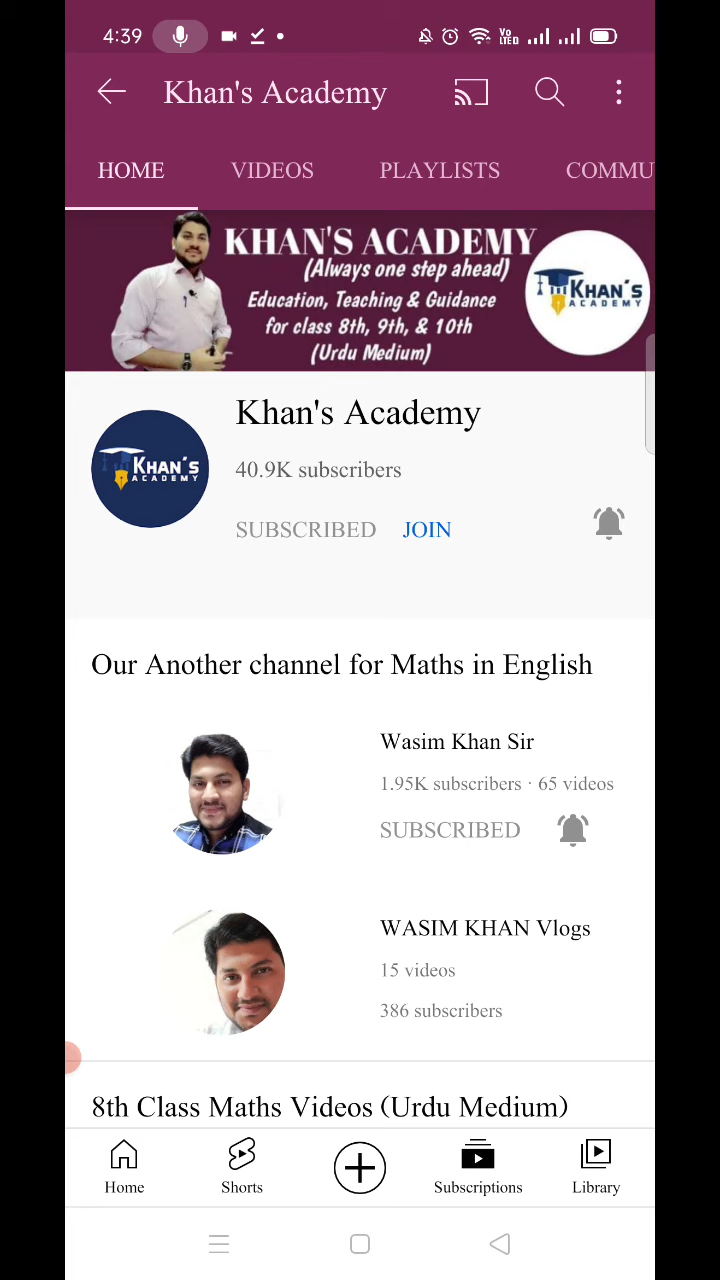 4:39
Vo
LTED
Khan's Academy
HOME VIDEOS PLAYLISTS COMMU
KHAN'S ACADEMY
(Always one step ahead)
Education, Teaching & Guidance
for class 8th, 9th, & 10th
(Urdu Medium)
KHAN'S
ACADEMY
Khan's Academy
KHAN'S
ACADEMY
40.9K subscribers
SUBSCRIBED JOIN
Our Another channel for Maths in English
Wasim Khan Sir
1.95K subscribers · 65 videos
SUBSCRIBED
WASIM KHAN Vlogs
15 videos
386 subscribers
8th Class Maths Videos (Urdu Medium)
Home Shorts Subscriptions Library